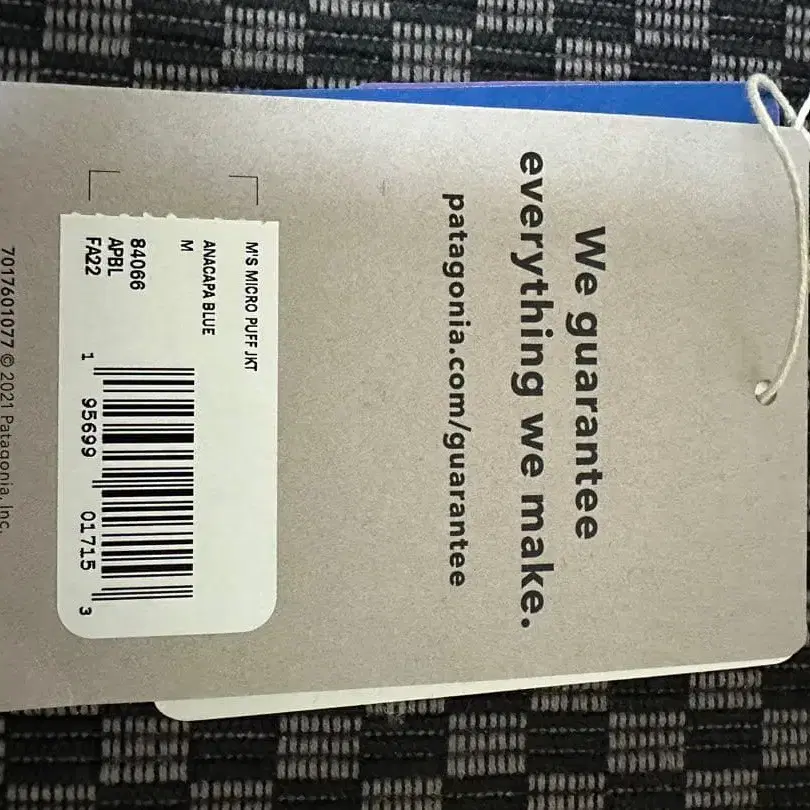 We guarantee
everything we make.
patagonia.com/guarantee
M'S MICRO PUFF JKT
ANACAPA BLUE
M
84066
APBL
FA22
1 95699 01715 3
7017601077 © 2021 Patagonia, Inc.